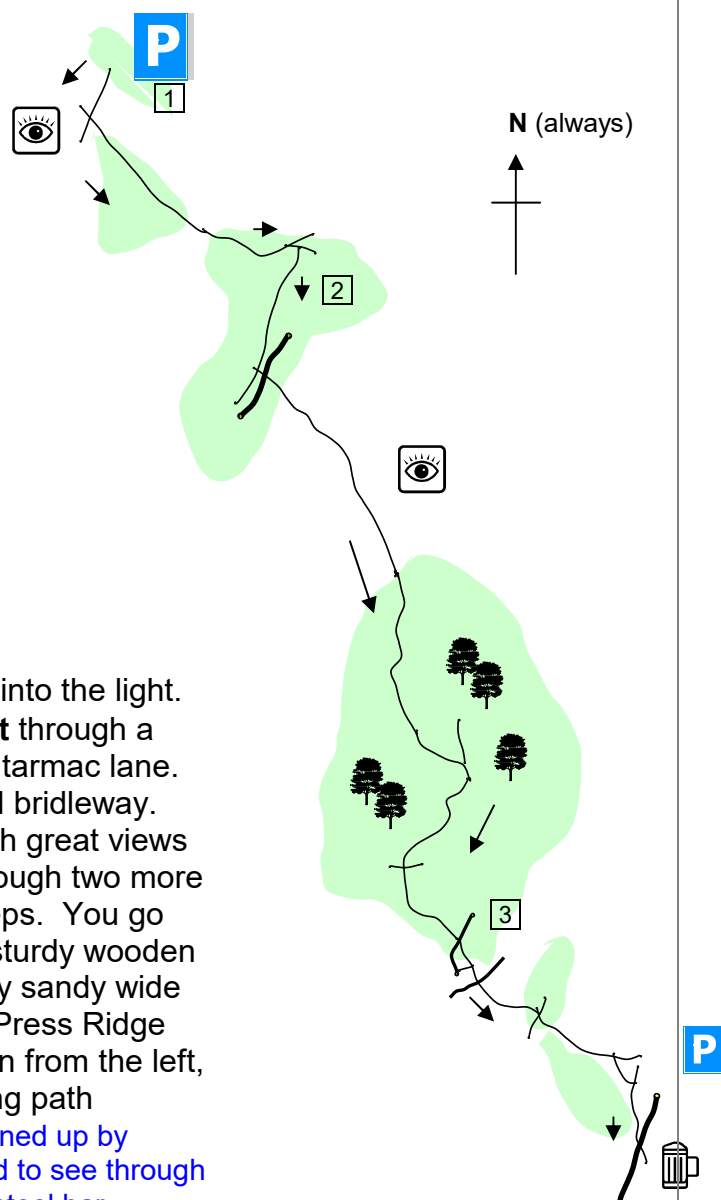 P
1
N (always)
2
into the light.
t through a
tarmac lane.
l bridleway.
h great views
ough two more
ps. You go
sturdy wooden
y sandy wide
3
Press Ridge
n from the left,
P
ng path
ned up by
d to see through